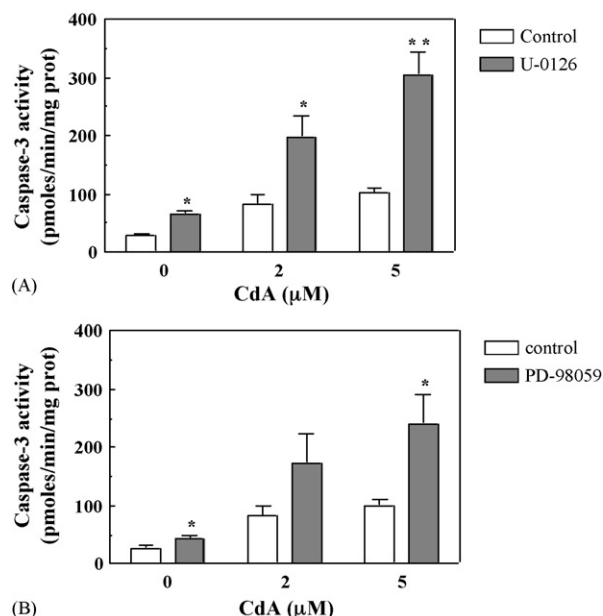 400
300
200
100
0
Caspase-3 activity
(pmoles/min/mg prot)
Control
U-0126
*
*
* *
0 2 5
CdA (μM)
(A)
400
300
200
100
0
Caspase-3 activity
(pmoles/min/mg prot)
control
PD-98059
*
*
0 2 5
CdA (μM)
(B)